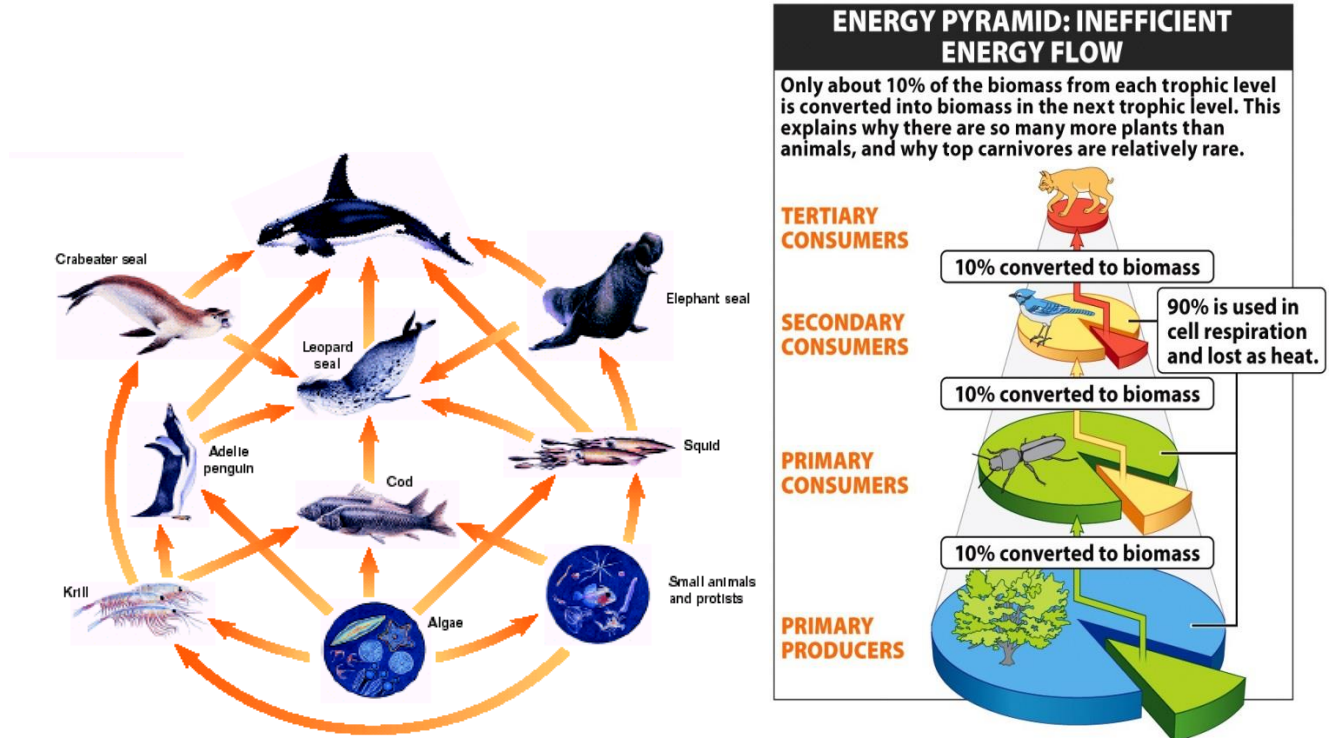 Crabeater seal
Elephant seal
Leopard
seal
Adelie
penguin
Squid
Cod
Krill
Small animals
and protists
Algae
ENERGY PYRAMID: INEFFICIENT
ENERGY FLOW
Only about 10% of the biomass from each trophic level
is converted into biomass in the next trophic level. This
explains why there are so many more plants than
animals, and why top carnivores are relatively rare.
TERTIARY
CONSUMERS
10% converted to biomass
SECONDARY
CONSUMERS
90% is used in
cell respiration
and lost as heat.
10% converted to biomass
PRIMARY
CONSUMERS
10% converted to biomass
PRIMARY
PRODUCERS